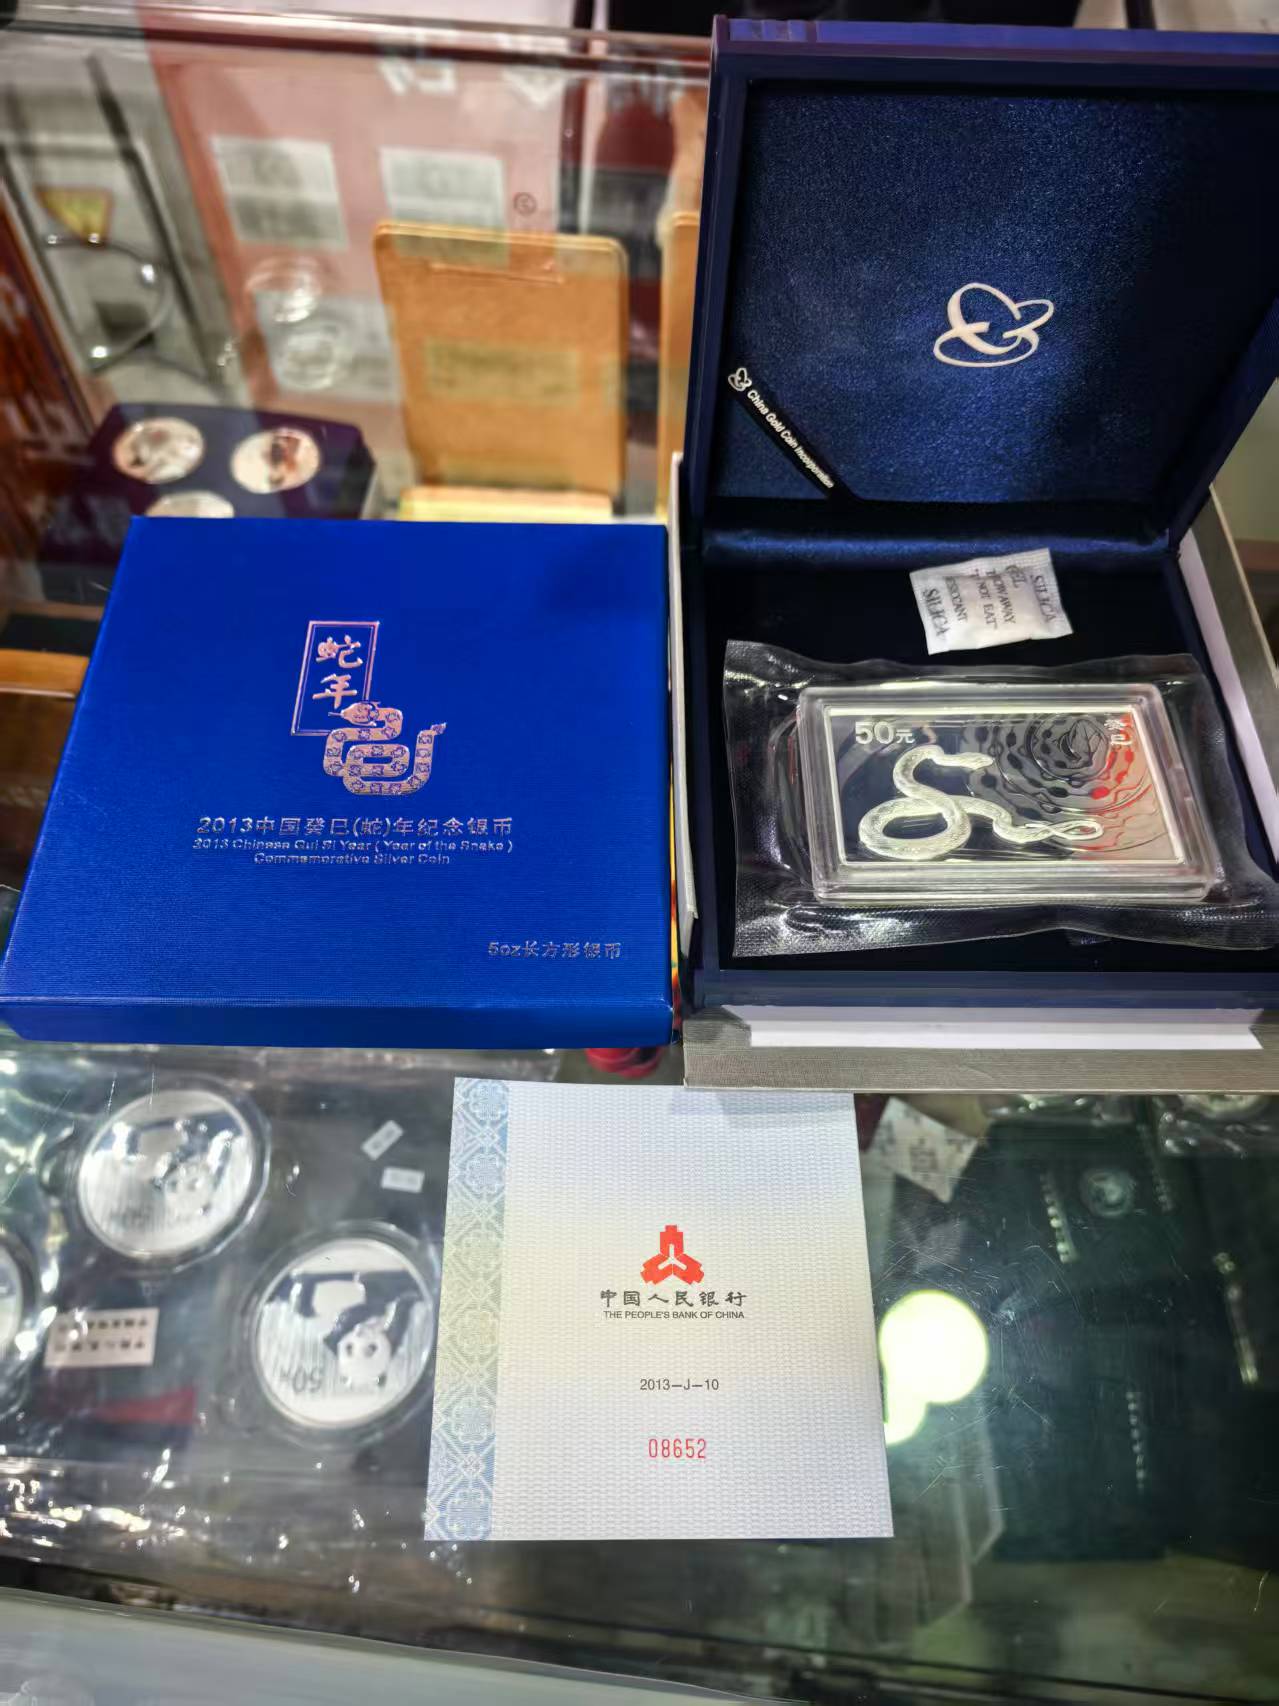 China Gold Coin Incorporation
SILICA
GEL
"THROW AWAY
"DO NOT EAT"
DESICCANT
SILICA
50元
癸
巳
蛇
年
2013中国癸巳(蛇)年纪念银币
2013 Chinese Gui Si Year ( Year of the Snake )
Commemorative Silver Coin
5oz长方形银币
中国人民银行
THE PEOPLE'S BANK OF CHINA
2013-J-10
08652